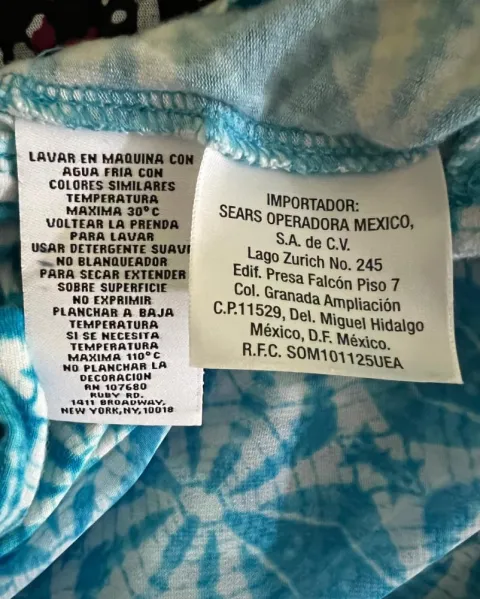 LAVAR EN MAQUINA CON
AGUA FRIA CON
COLORES SIMILARES
TEMPERATURA
MAXIMA 30°C
VOLTEAR LA PRENDA
PARA LAVAR
USAR DETERGENTE SUAVE
NO BLANQUEADOR
PARA SECAR EXTENDER
SOBRE SUPERFICIE
NO EXPRIMIR
PLANCHAR A BAJA
TEMPERATURA
SI SE NECESITA
TEMPERATURA
MAXIMA 110°C
NO PLANCHAR LA
DECORACION
RN 107680
RUBY RD.
1411 BROADWAY,
NEW YORK,NY,10018
IMPORTADOR:
SEARS OPERADORA MEXICO,
S.A. de C.V.
Lago Zurich No. 245
Edif. Presa Falcón Piso 7
Col. Granada Ampliación
C.P.11529, Del. Miguel Hidalgo
México, D.F. México.
R.F.C. SOM101125UEA